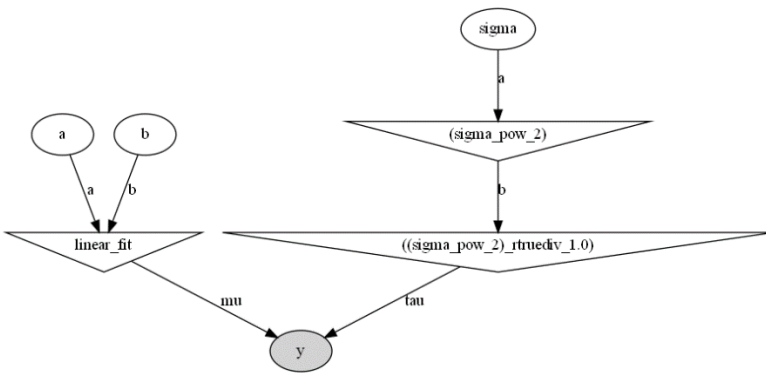 sigma
a
a
b
(sigma_pow_2)
a
b
b
linear_fit
((sigma_pow_2)_rtruediv_1.0)
mu
tau
y